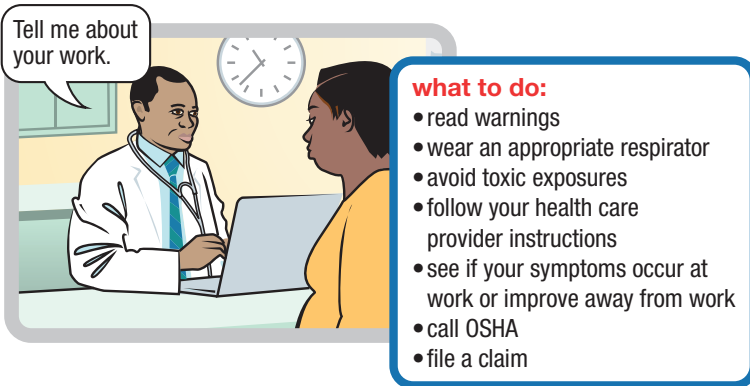 Tell me about
your work.
what to do:
• read warnings
• wear an appropriate respirator
• avoid toxic exposures
• follow your health care
provider instructions
• see if your symptoms occur at
work or improve away from work
• call OSHA
• file a claim